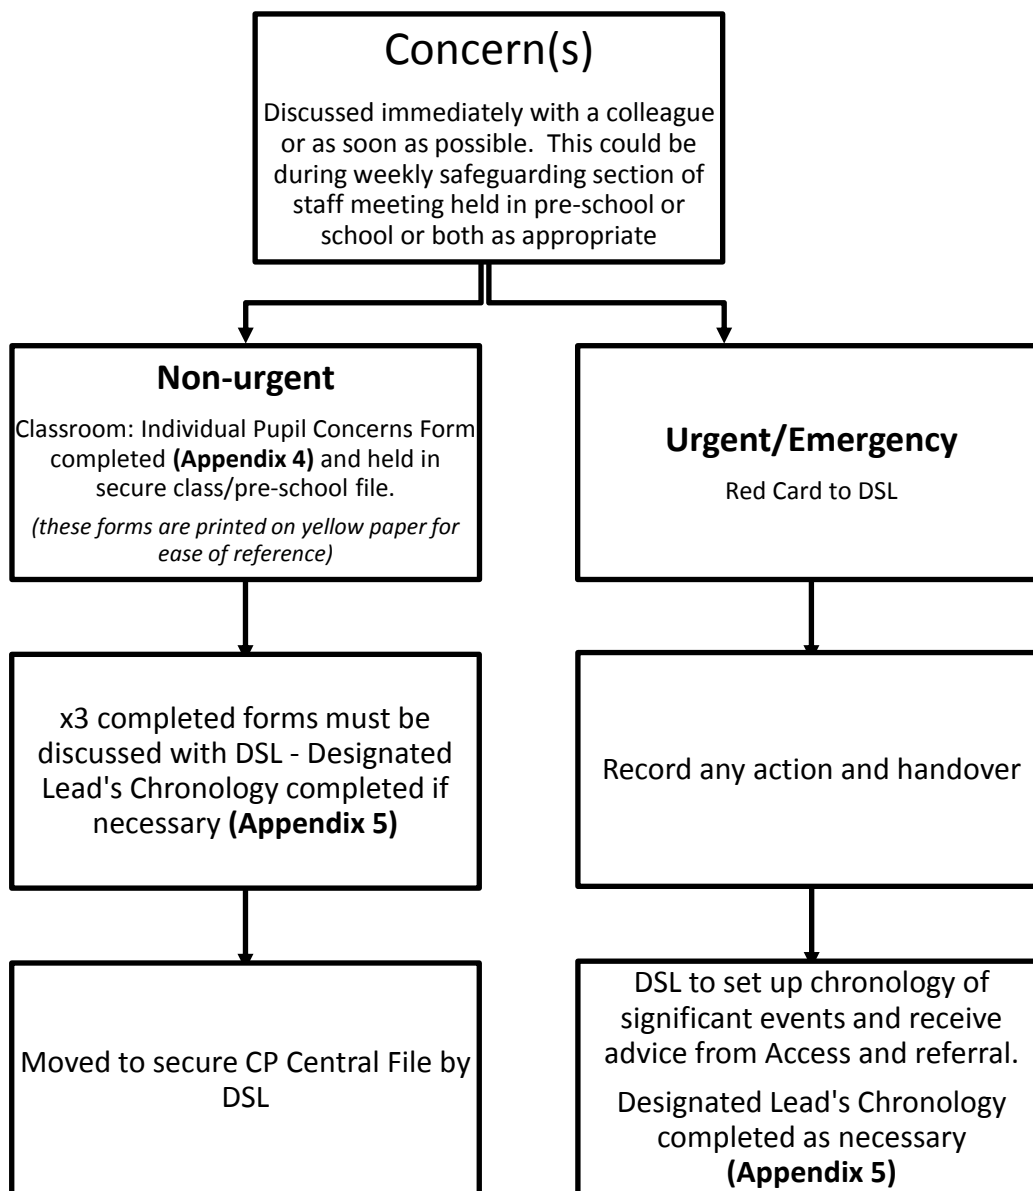 Concern(s)
Discussed immediately with a colleague
or as soon as possible.  This could be
during weekly safeguarding section of
staff meeting held in pre-school or
school or both as appropriate
Non-urgent
Classroom: Individual Pupil Concerns Form
completed (Appendix 4) and held in
secure class/pre-school file.
(these forms are printed on yellow paper for
ease of reference)
x3 completed forms must be
discussed with DSL - Designated
Lead's Chronology completed if
necessary (Appendix 5)
Moved to secure CP Central File by
DSL
Urgent/Emergency
Red Card to DSL
Record any action and handover
DSL to set up chronology of
significant events and receive
advice from Access and referral.
Designated Lead's Chronology
completed as necessary
(Appendix 5)